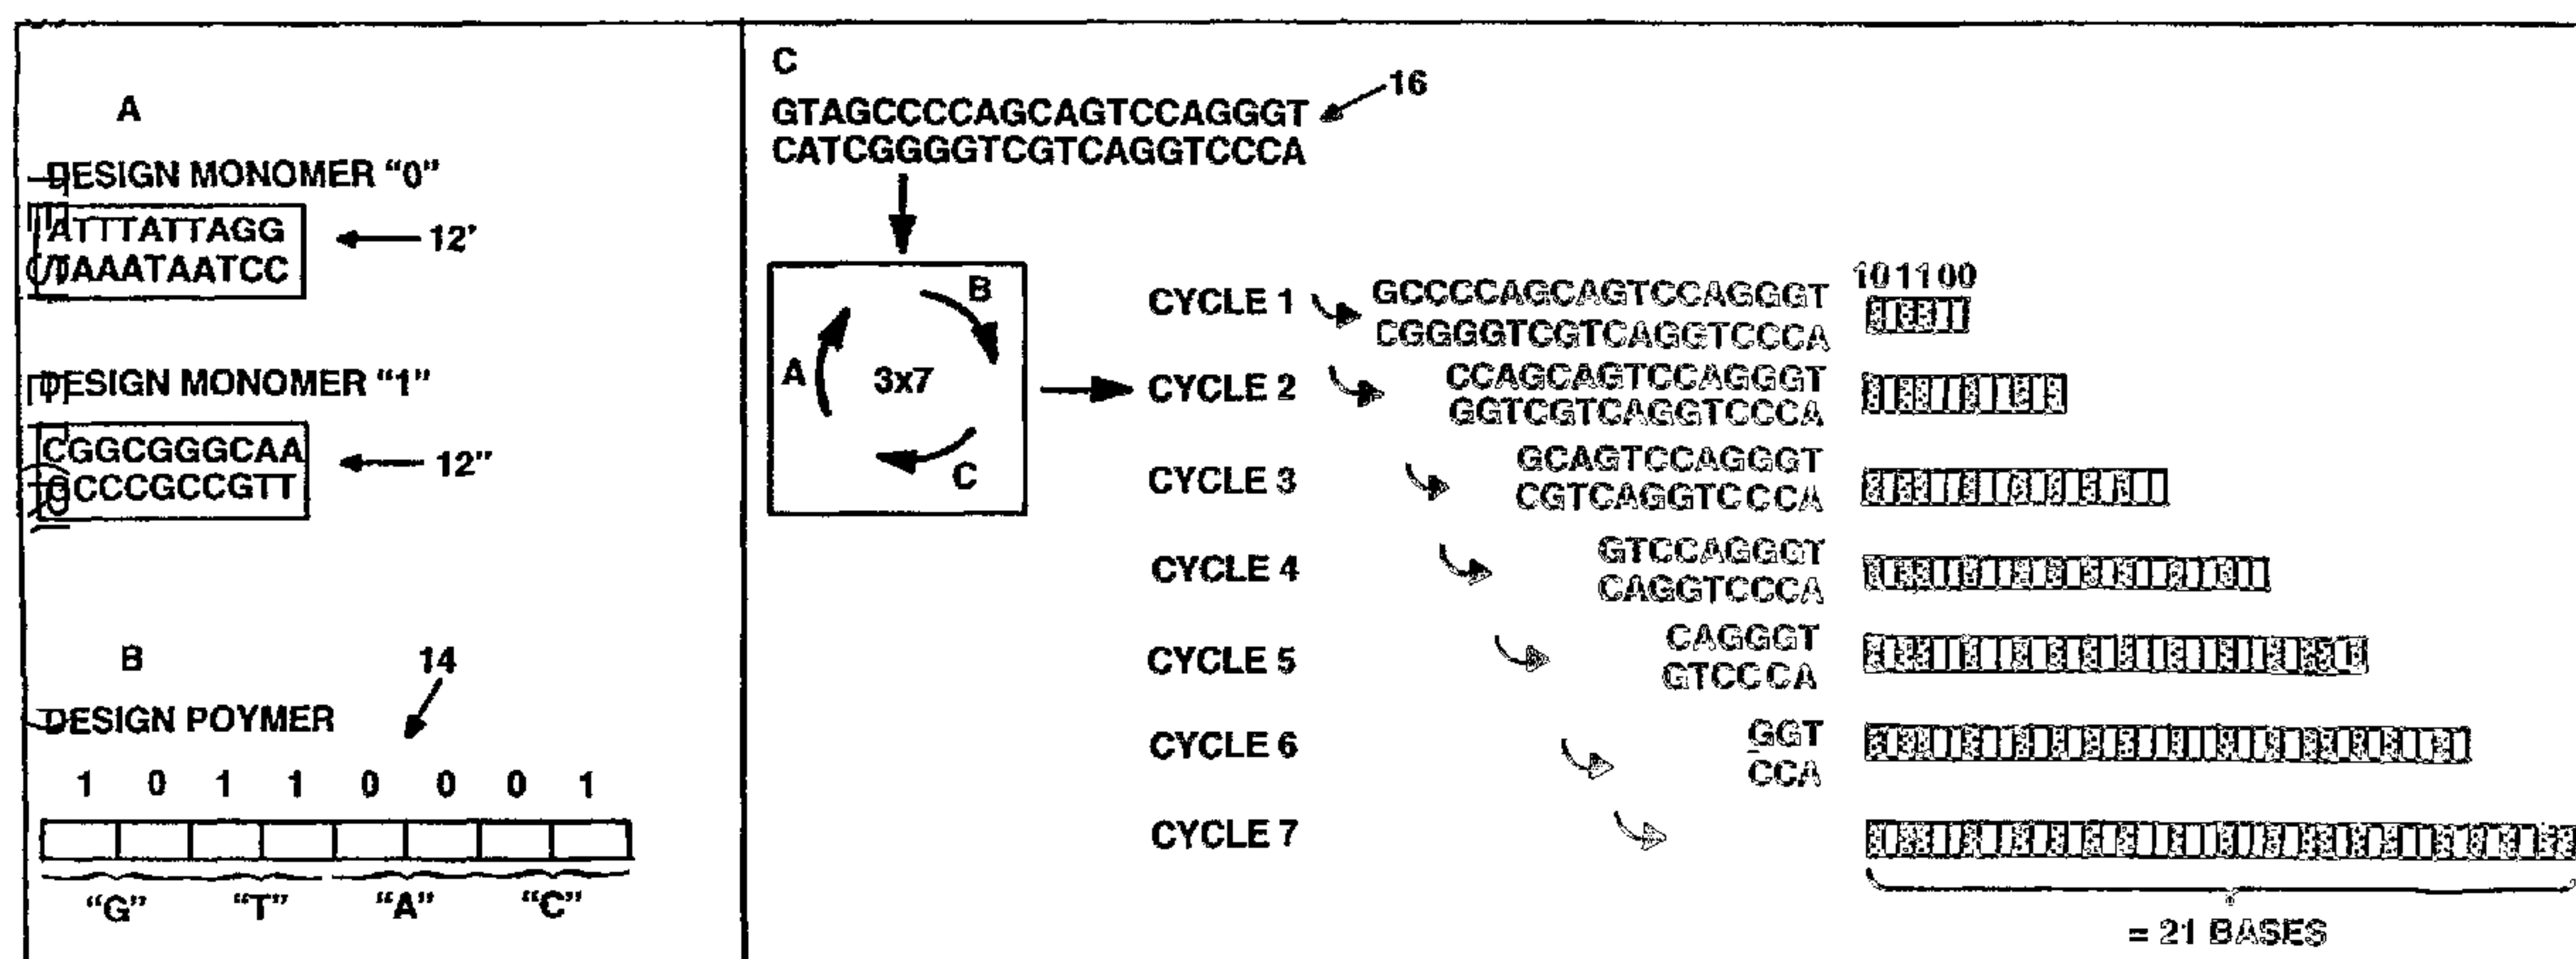 A
DESIGN MONOMER “0”
ATTTATTAGG
TAAATAATCC
12'
DESIGN MONOMER “1”
CGGCGGGCAA
GCCCGCCGTT
12"
B
14
DESIGN POYMER
1 0 1 1 0 0 0 1
“G” “T” “A” “C”
C
GTAGCCCCAGCAGTCCAGGGT
CATCGGGGTCGTCAGGTCCCA
16
A B C
3x7
101100
CYCLE 1 GCCCCAGCAGTCCAGGGT
CGGGGTCGTCAGGTCCCA
CYCLE 2 CCAGCAGTCCAGGGT
GGTCGTCAGGTCCCA
CYCLE 3 GCAGTCCAGGGT
CGTCAGGTCCCA
CYCLE 4 GTCCAGGGT
CAGGTCCCA
CYCLE 5 CAGGGT
GTCCCA
CYCLE 6 GGT
CCA
CYCLE 7
= 21 BASES